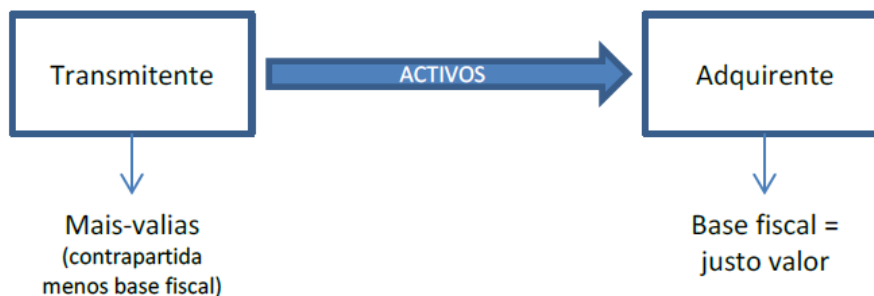 Transmitente
ACTIVOS
Adquirente
Mais-valias
(contrapartida
menos base fiscal)
Base fiscal =
justo valor